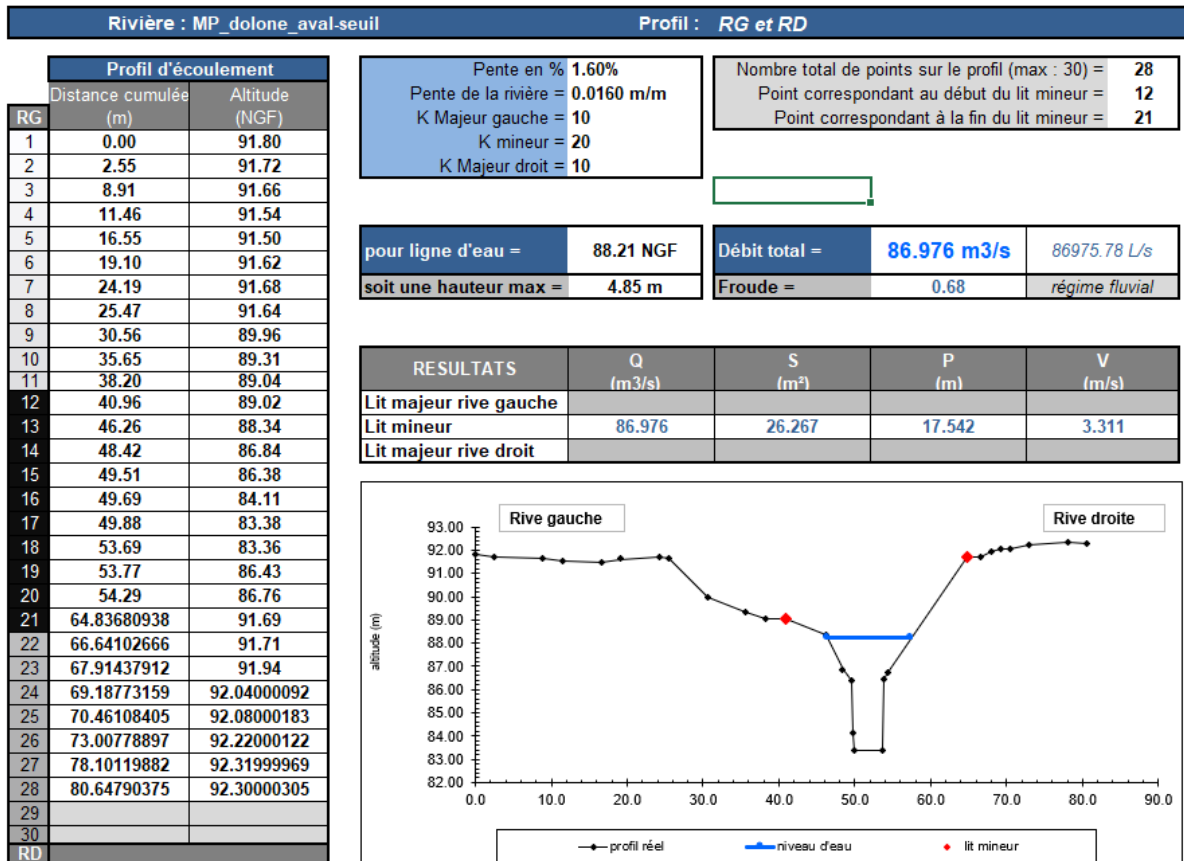 Rivière : MP_dolone_aval-seuil Profil : RG et RD
Profil d'écoulement
Distance cumulée Altitude
RG (m) (NGF)
1 0.00 91.80
2 2.55 91.72
3 8.91 91.66
4 11.46 91.54
5 16.55 91.50
6 19.10 91.62
7 24.19 91.68
8 25.47 91.64
9 30.56 89.96
10 35.65 89.31
11 38.20 89.04
12 40.96 89.02
13 46.26 88.34
14 48.42 86.84
15 49.51 86.38
16 49.69 84.11
17 49.88 83.38
18 53.69 83.36
19 53.77 86.43
20 54.29 86.76
21 64.83680938 91.69
22 66.64102666 91.71
23 67.91437912 91.94
24 69.18773159 92.04000092
25 70.46108405 92.08000183
26 73.00778897 92.22000122
27 78.10119882 92.31999969
28 80.64790375 92.30000305
29
30
RD
Pente en % 1.60%
Pente de la rivière = 0.0160 m/m
K Majeur gauche = 10
K mineur = 20
K Majeur droit = 10
Nombre total de points sur le profil (max : 30) = 28
Point correspondant au début du lit mineur = 12
Point correspondant à la fin du lit mineur = 21
pour ligne d'eau = 88.21 NGF
soit une hauteur max = 4.85 m
Débit total = 86.976 m3/s 86975.78 L/s
Froude = 0.68 régime fluvial
RESULTATS Q S P V
(m3/s) (m²) (m) (m/s)
Lit majeur rive gauche
Lit mineur 86.976 26.267 17.542 3.311
Lit majeur rive droit
Rive gauche Rive droite
altitude (m)
93.00
92.00
91.00
90.00
89.00
88.00
87.00
86.00
85.00
84.00
83.00
82.00
0.0 10.0 20.0 30.0 40.0 50.0 60.0 70.0 80.0 90.0
profil réel niveau d'eau lit mineur